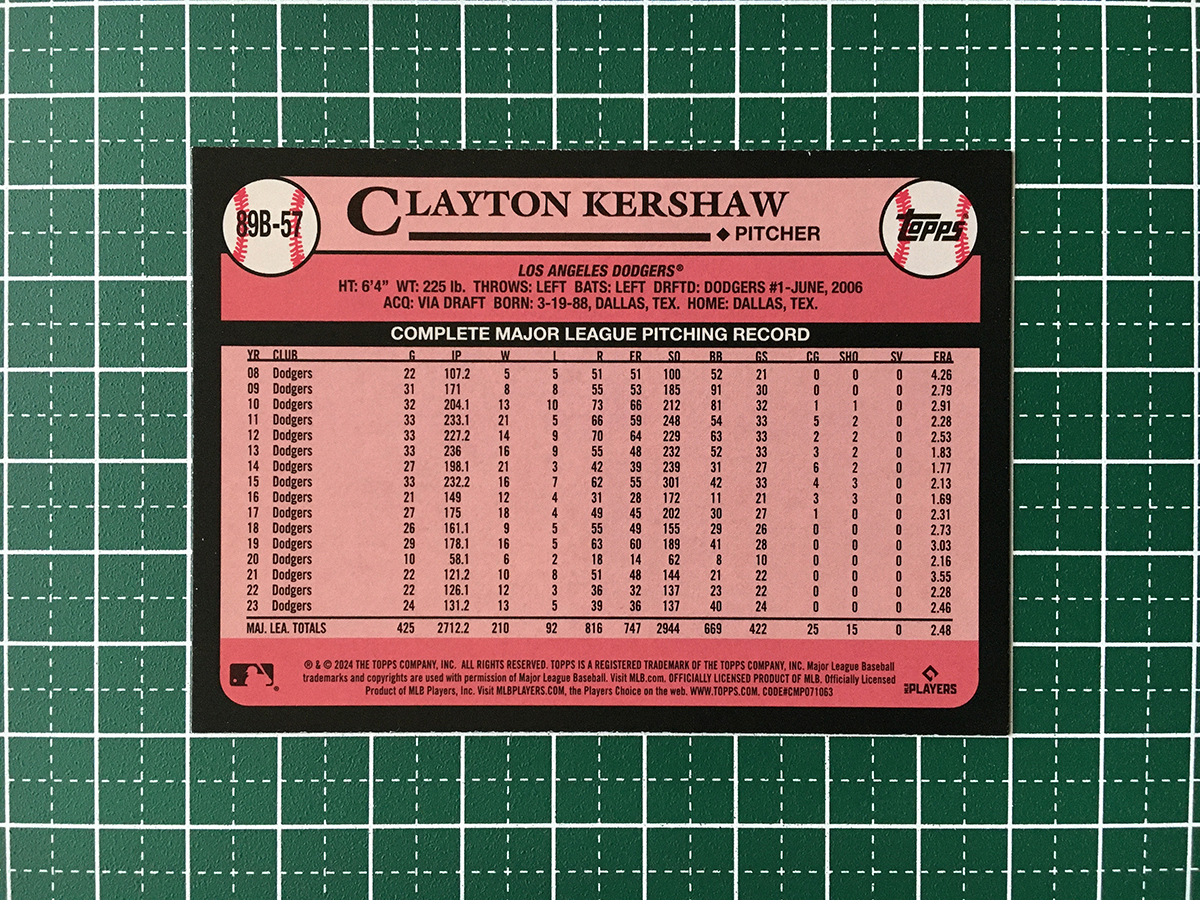 89B-57
CLAYTON KERSHAW
◆ PITCHER
topps
LOS ANGELES DODGERS®
HT: 6'4" WT: 225 lb. THROWS: LEFT BATS: LEFT DRFTD: DODGERS #1-JUNE, 2006
ACQ: VIA DRAFT BORN: 3-19-88, DALLAS, TEX. HOME: DALLAS, TEX.
COMPLETE MAJOR LEAGUE PITCHING RECORD
YR CLUB G IP W L R ER SO BB GS CG SHO SV ERA
08 Dodgers 22 107.2 5 5 51 51 100 52 21 0 0 0 4.26
09 Dodgers 31 171 8 8 55 53 185 91 30 0 0 0 2.79
10 Dodgers 32 204.1 13 10 73 66 212 81 32 1 1 0 2.91
11 Dodgers 33 233.1 21 5 66 59 248 54 33 5 2 0 2.28
12 Dodgers 33 227.2 14 9 70 64 229 63 33 2 2 0 2.53
13 Dodgers 33 236 16 9 55 48 232 52 33 3 2 0 1.83
14 Dodgers 27 198.1 21 3 42 39 239 31 27 6 2 0 1.77
15 Dodgers 33 232.2 16 7 62 55 301 42 33 4 3 0 2.13
16 Dodgers 21 149 12 4 31 28 172 11 21 3 3 0 1.69
17 Dodgers 27 175 18 4 49 45 202 30 27 1 0 0 2.31
18 Dodgers 26 161.1 9 5 55 49 155 29 26 0 0 0 2.73
19 Dodgers 29 178.1 16 5 63 60 189 41 28 0 0 0 3.03
20 Dodgers 10 58.1 6 2 18 14 62 8 10 0 0 0 2.16
21 Dodgers 22 121.2 10 8 51 48 144 21 22 0 0 0 3.55
22 Dodgers 22 126.1 12 3 36 32 137 23 22 0 0 0 2.28
23 Dodgers 24 131.2 13 5 39 36 137 40 24 0 0 0 2.46
MAJ. LEA. TOTALS 425 2712.2 210 92 816 747 2944 669 422 25 15 0 2.48
® & © 2024 THE TOPPS COMPANY, INC. ALL RIGHTS RESERVED. TOPPS IS A REGISTERED TRADEMARK OF THE TOPPS COMPANY, INC. Major League Baseball
trademarks and copyrights are used with permission of Major League Baseball. Visit MLB.com. OFFICIALLY LICENSED PRODUCT OF MLB. Officially Licensed
Product of MLB Players, Inc. Visit MLBPLAYERS.COM, the Players Choice on the web. WWW.TOPPS.COM. CODE#CMP071063
MLB PLAYERS